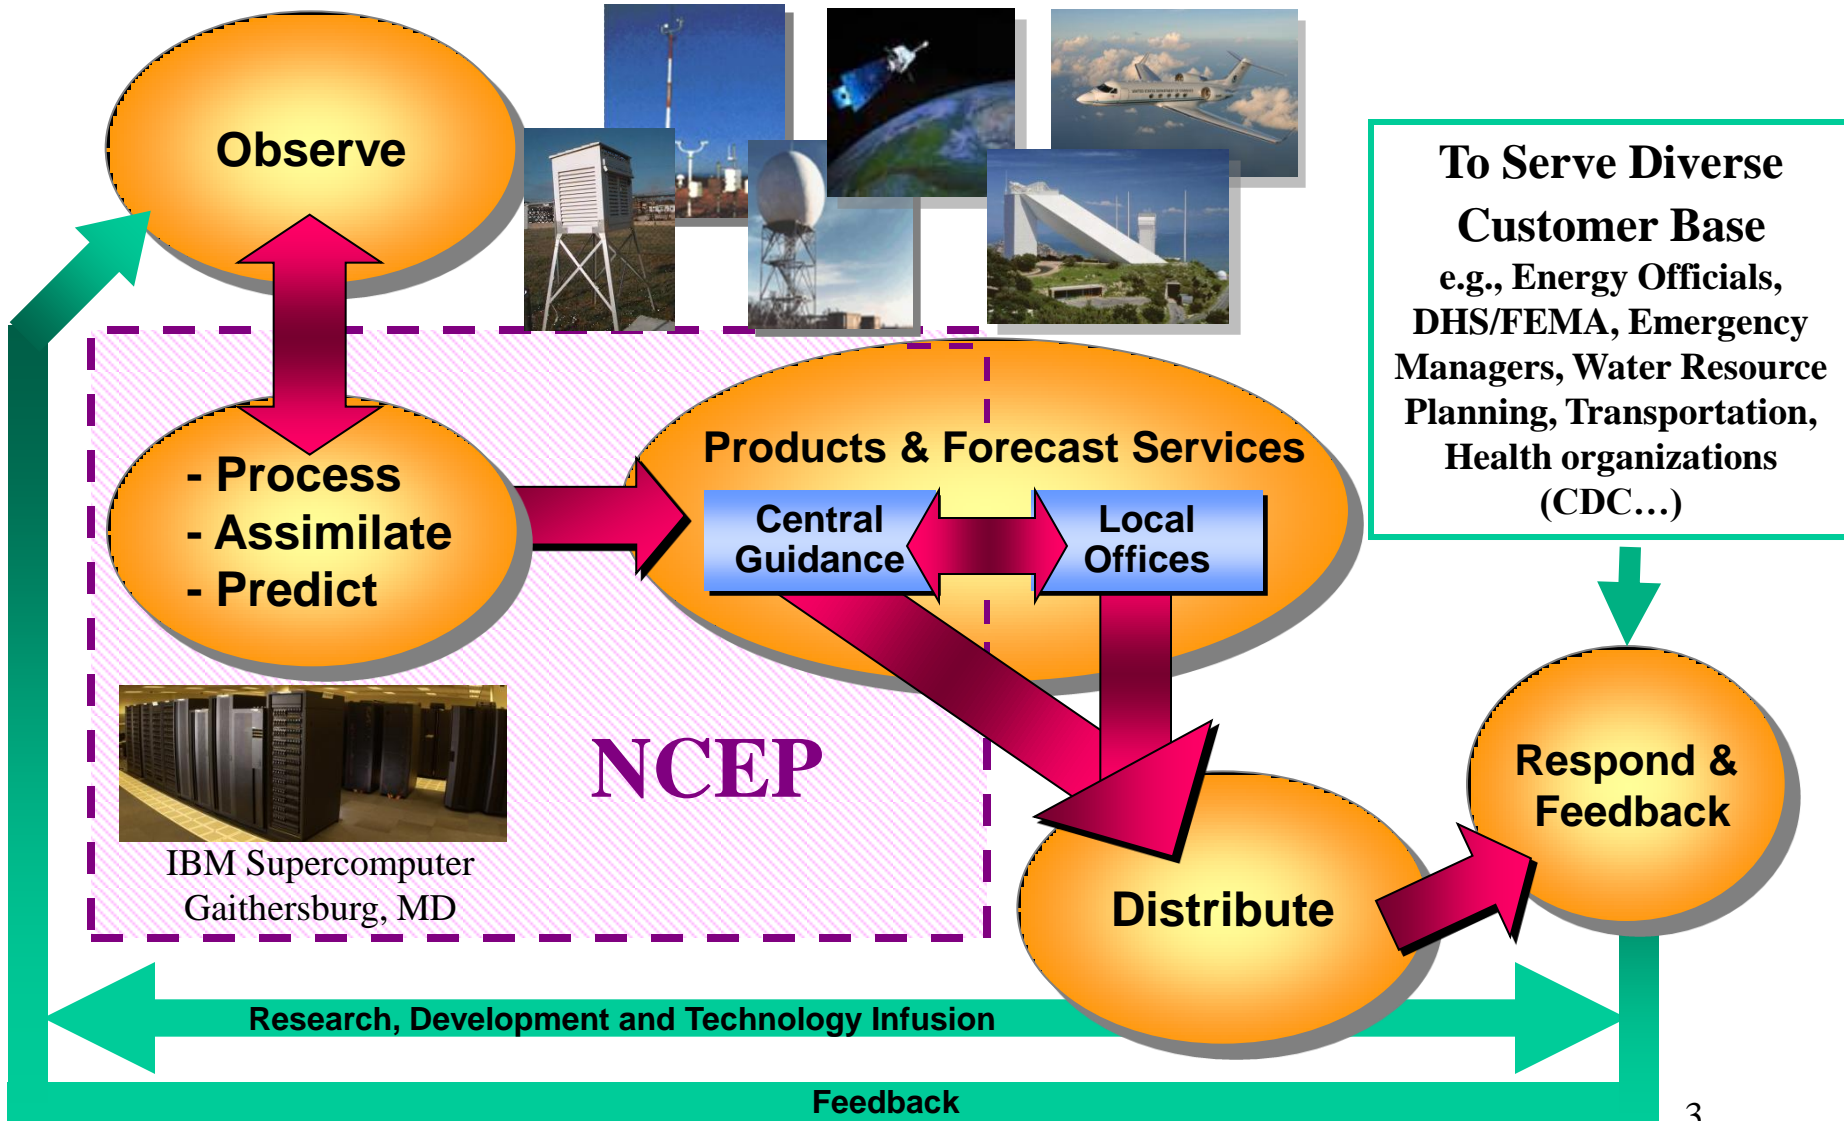 Observe
To Serve Diverse
Customer Base
e.g., Energy Officials,
DHS/FEMA, Emergency
Managers, Water Resource
Planning, Transportation,
Health organizations
(CDC…)
- Process
- Assimilate
- Predict
Products & Forecast Services
Central
Guidance
Local
Offices
NCEP
IBM Supercomputer
Gaithersburg, MD
Respond &
Feedback
Distribute
Research, Development and Technology Infusion
Feedback
3